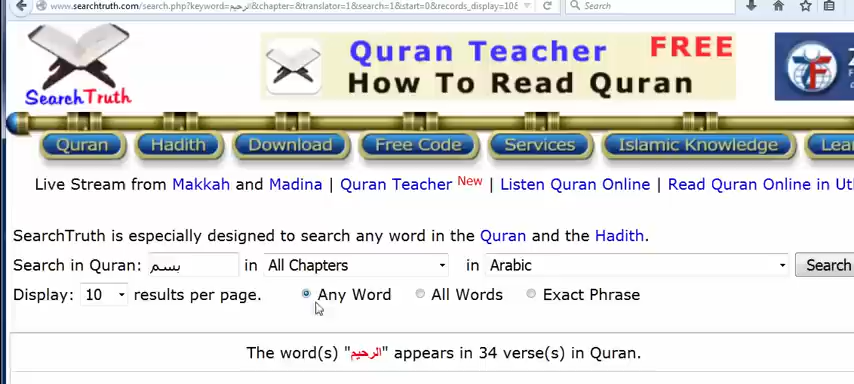 www.searchtruth.com/search.php?keyword=الرحيم&chapter=&translator=1&search=1&start=0&records_display=10&
Search
SearchTruth
Quran Teacher FREE
How To Read Quran
Quran Hadith Download Free Code Services Islamic Knowledge Lea
Live Stream from Makkah and Madina | Quran Teacher New | Listen Quran Online | Read Quran Online in Ut
SearchTruth is especially designed to search any word in the Quran and the Hadith.
Search in Quran: بسم in All Chapters in Arabic Search
Display: 10 results per page. Any Word All Words Exact Phrase
The word(s) "الرحيم" appears in 34 verse(s) in Quran.